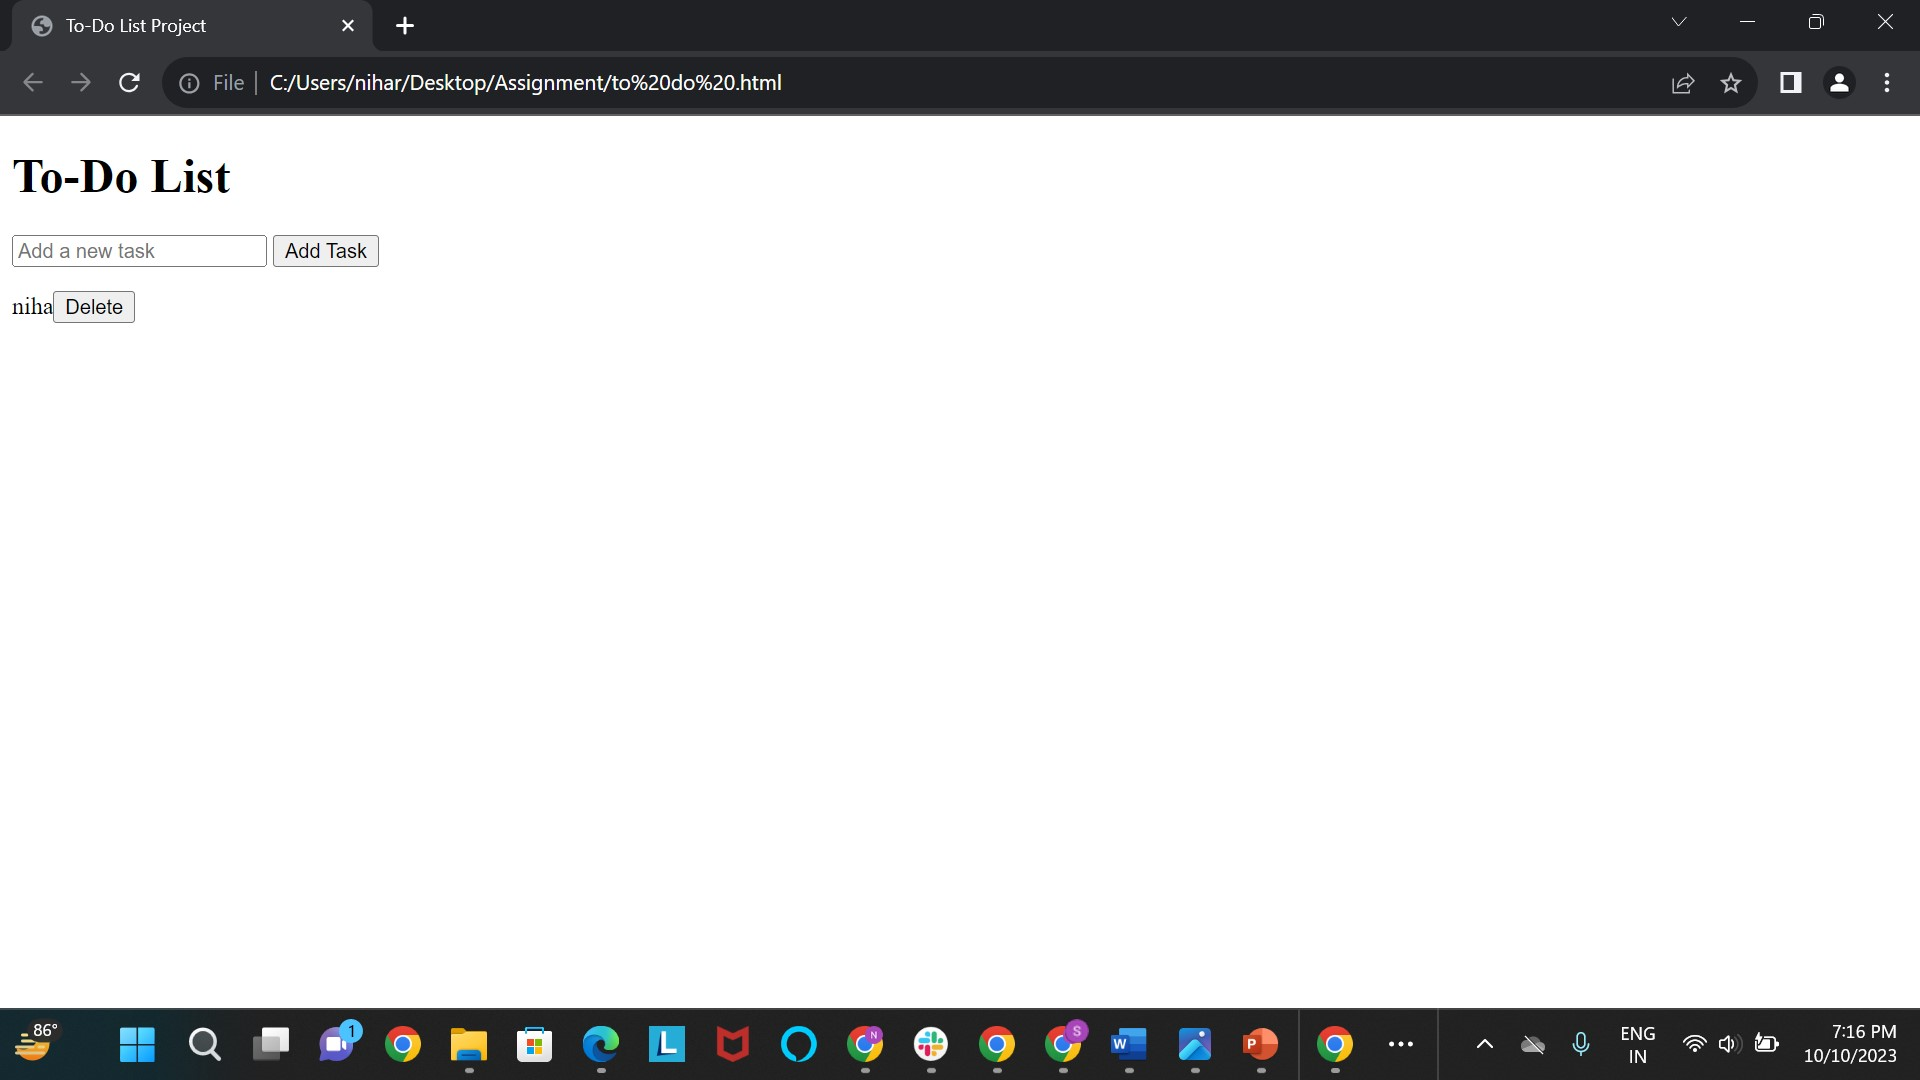 To-Do List Project
File
C:/Users/nihar/Desktop/Assignment/to%20do%20.html
To-Do List
Add a new task Add Task
niha Delete
86°
1
L
N
S
W
P
ENG
IN
7:16 PM
10/10/2023